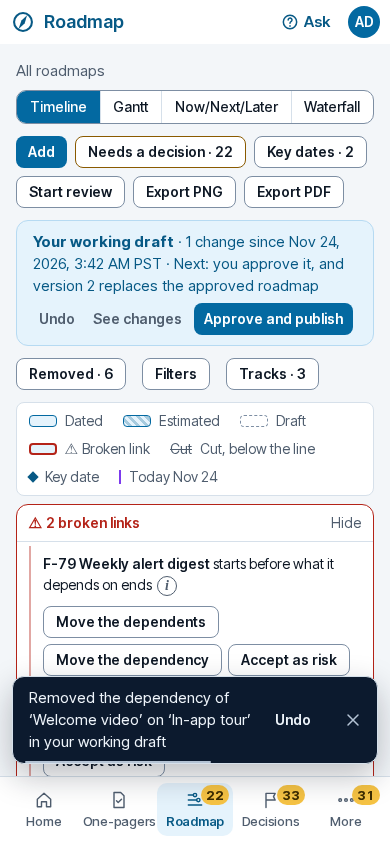 Roadmap
Ask
AD
All roadmaps
Timeline
Gantt
Now/Next/Later
Waterfall
Add
Needs a decision · 22
Key dates · 2
Start review
Export PNG
Export PDF
Your working draft · 1 change since Nov 24,
2026, 3:42 AM PST · Next: you approve it, and
version 2 replaces the approved roadmap
Undo
See changes
Approve and publish
Removed · 6
Filters
Tracks · 3
Dated
Estimated
Draft
⚠ Broken link
Cut Cut, below the line
Key date
Today Nov 24
⚠ 2 broken links
Hide
F-79 Weekly alert digest starts before what it
depends on ends i
Move the dependents
Move the dependency
Accept as risk
Removed the dependency of
‘Welcome video’ on ‘In-app tour’
in your working draft
Undo
Accept as risk
Home
One-pagers
Roadmap
22
Decisions
33
More
31